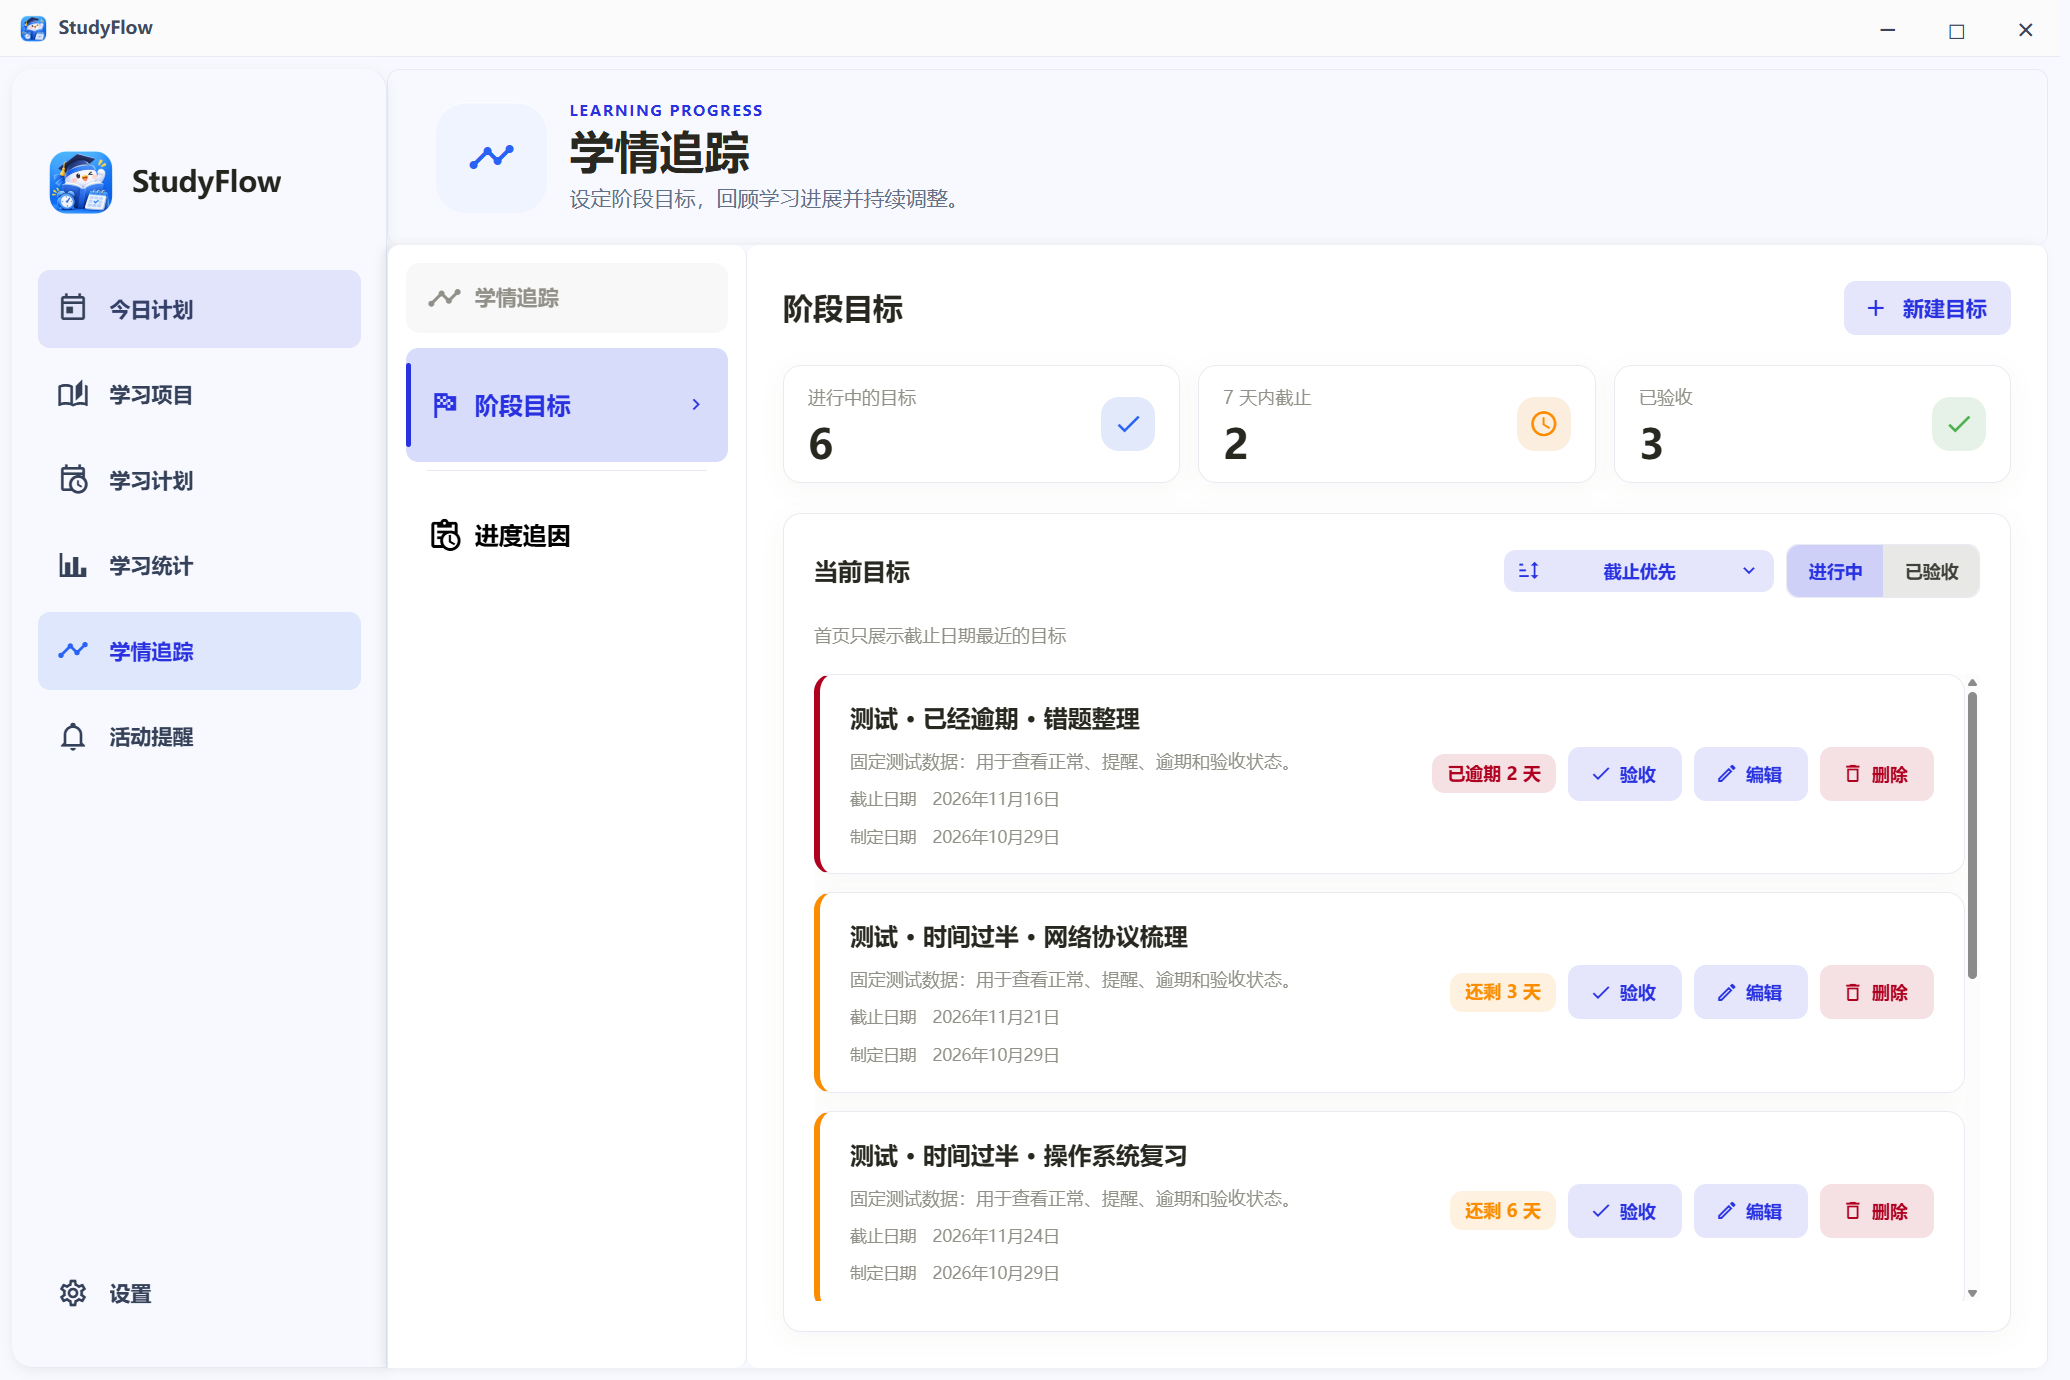 StudyFlow
StudyFlow
今日计划
学习项目
学习计划
学习统计
学情追踪
活动提醒
设置
LEARNING PROGRESS
学情追踪
设定阶段目标，回顾学习进展并持续调整。
学情追踪
阶段目标
进度追因
阶段目标
新建目标
进行中的目标
6
7 天内截止
2
已验收
3
当前目标
截止优先
进行中
已验收
首页只展示截止日期最近的目标
测试・已经逾期・错题整理
固定测试数据：用于查看正常、提醒、逾期和验收状态。
截止日期 2026年11月16日
制定日期 2026年10月29日
已逾期 2 天
验收
编辑
删除
测试・时间过半・网络协议梳理
固定测试数据：用于查看正常、提醒、逾期和验收状态。
截止日期 2026年11月21日
制定日期 2026年10月29日
还剩 3 天
验收
编辑
删除
测试・时间过半・操作系统复习
固定测试数据：用于查看正常、提醒、逾期和验收状态。
截止日期 2026年11月24日
制定日期 2026年10月29日
还剩 6 天
验收
编辑
删除